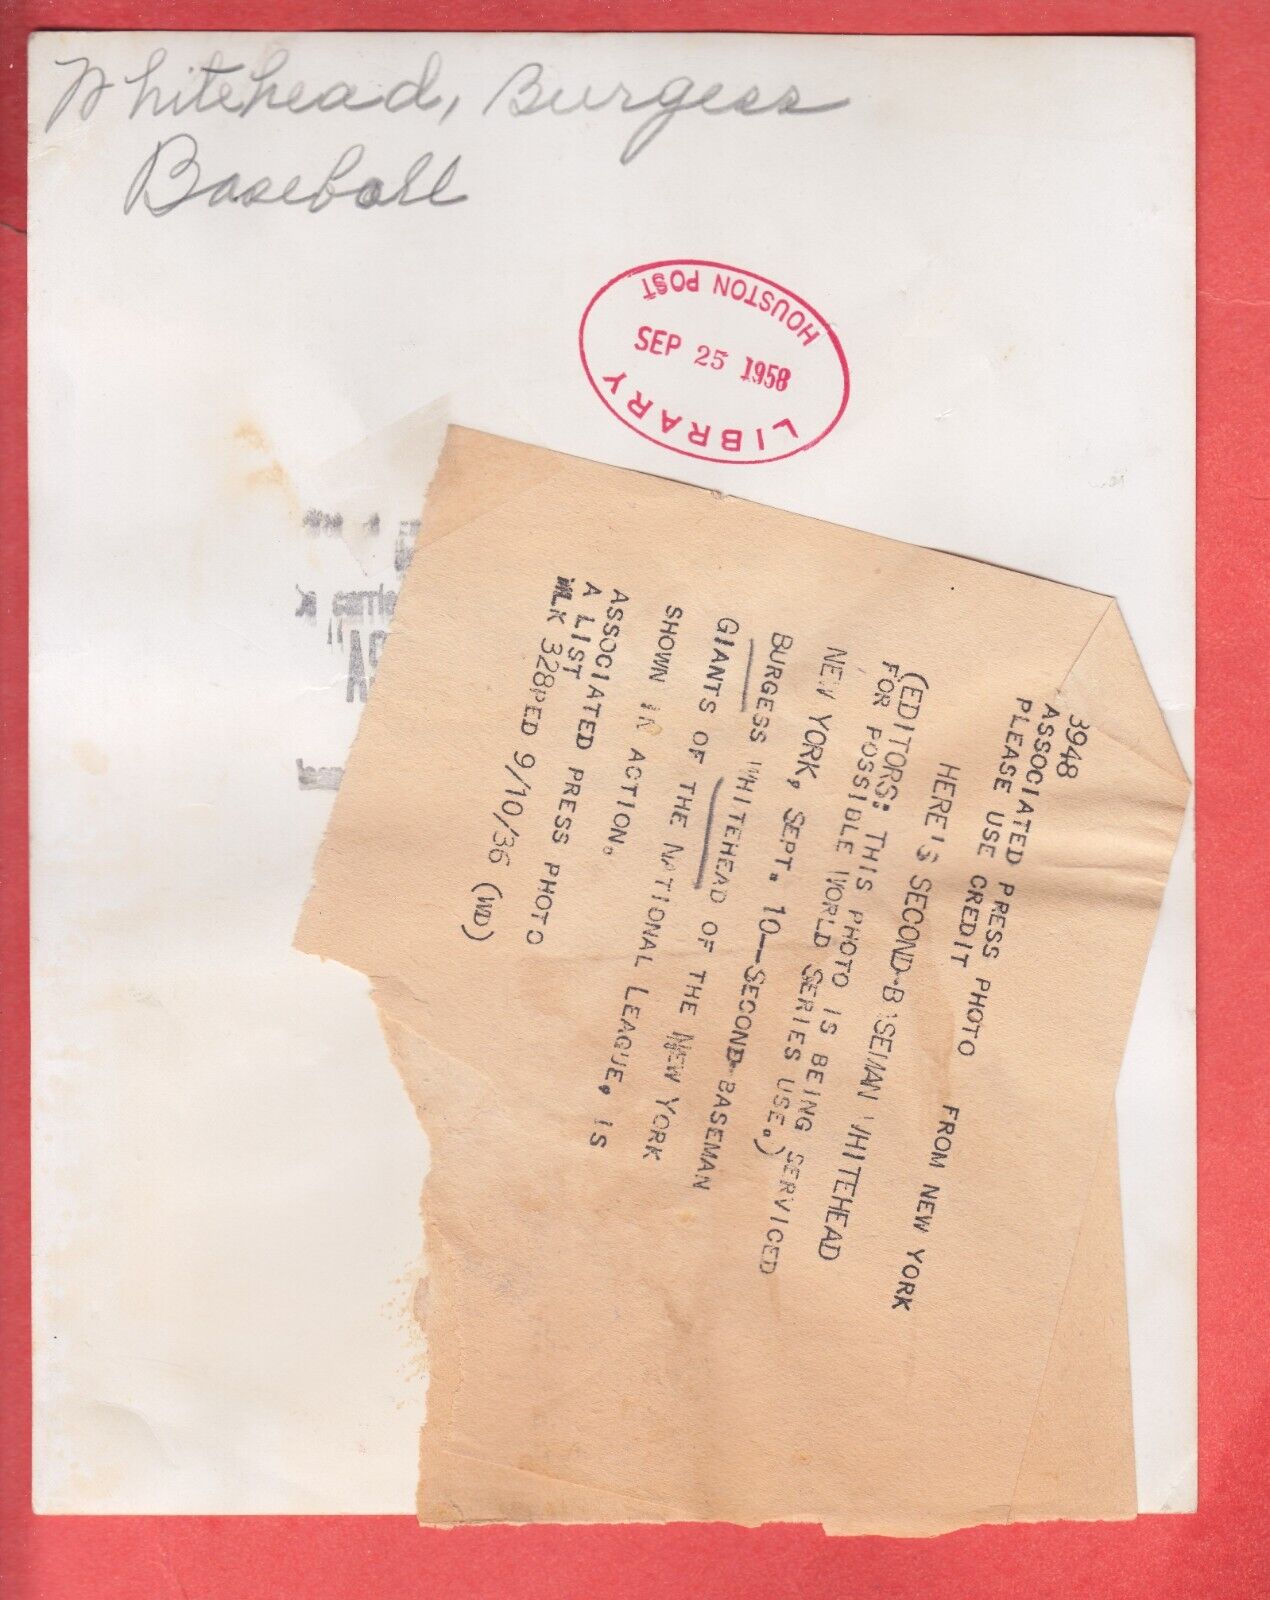 Whitehead, Burgess
Baseball
HOUSTON POST
SEP 25 1958
LIBRARY
3948
ASSOCIATED PRESS PHOTO FROM NEW YORK
PLEASE USE CREDIT
HERE'S SECOND-BASEMAN WHITEHEAD
(EDITORS: THIS PHOTO IS BEING SERVICED
FOR POSSIBLE WORLD SERIES USE.)
NEW YORK, SEPT. 10--SECOND-BASEMAN
BURGESS WHITEHEAD OF THE NEW YORK
GIANTS OF THE NATIONAL LEAGUE, IS
SHOWN IN ACTION.
ASSOCIATED PRESS PHOTO
A LIST
MLK 328PED 9/10/36 (WD)